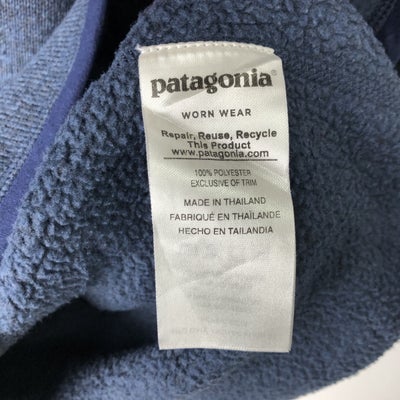 patagonia®
WORN WEAR
Repair, Reuse, Recycle
This Product
www.patagonia.com
100% POLYESTER
EXCLUSIVE OF TRIM
MADE IN THAILAND
FABRIQUÉ EN THAÏLANDE
HECHO EN TAILANDIA